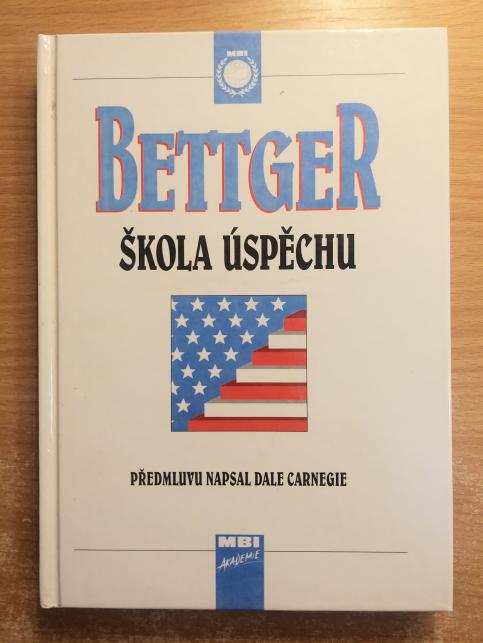 MBI
BETTGER
ŠKOLA ÚSPĚCHU
PŘEDMLUVU NAPSAL DALE CARNEGIE
MBI
AKADEMIE